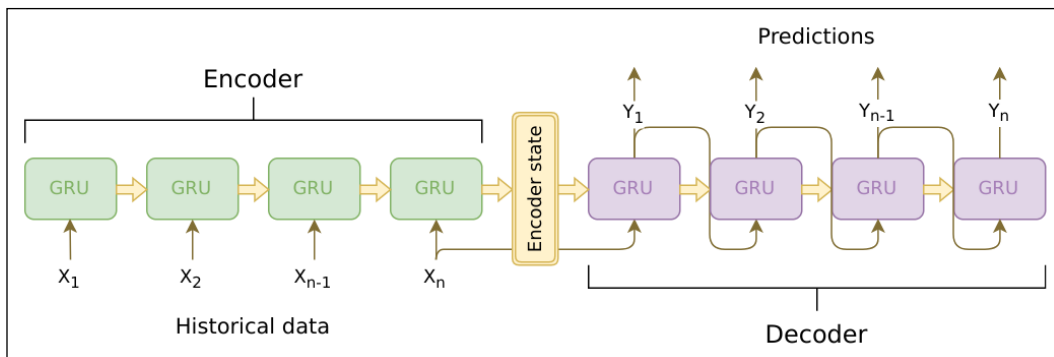 Predictions
Encoder
Y1 Y2 Yn-1 Yn
GRU GRU GRU GRU
Encoder state
GRU GRU GRU GRU
X1 X2 Xn-1 Xn
Historical data
Decoder